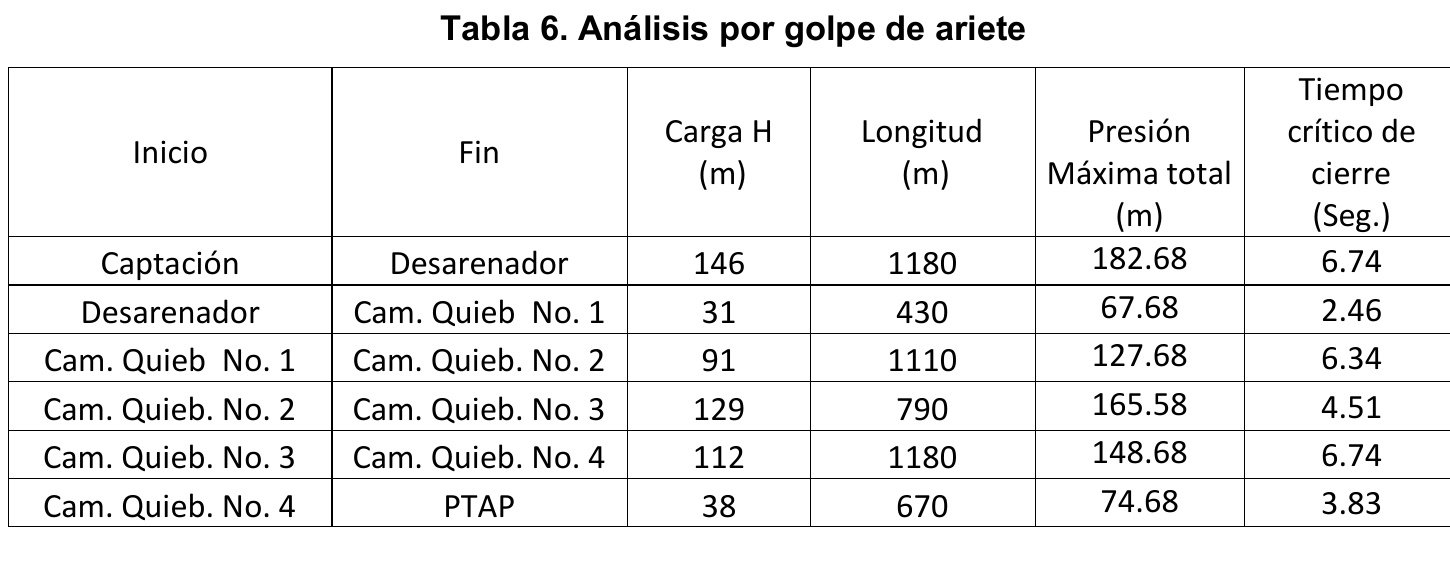 Tabla 6. Análisis por golpe de ariete
Inicio Fin Carga H (m) Longitud (m) Presión Máxima total (m) Tiempo crítico de cierre (Seg.)
Captación Desarenador 146 1180 182.68 6.74
Desarenador Cam. Quieb No. 1 31 430 67.68 2.46
Cam. Quieb No. 1 Cam. Quieb. No. 2 91 1110 127.68 6.34
Cam. Quieb. No. 2 Cam. Quieb. No. 3 129 790 165.58 4.51
Cam. Quieb. No. 3 Cam. Quieb. No. 4 112 1180 148.68 6.74
Cam. Quieb. No. 4 PTAP 38 670 74.68 3.83